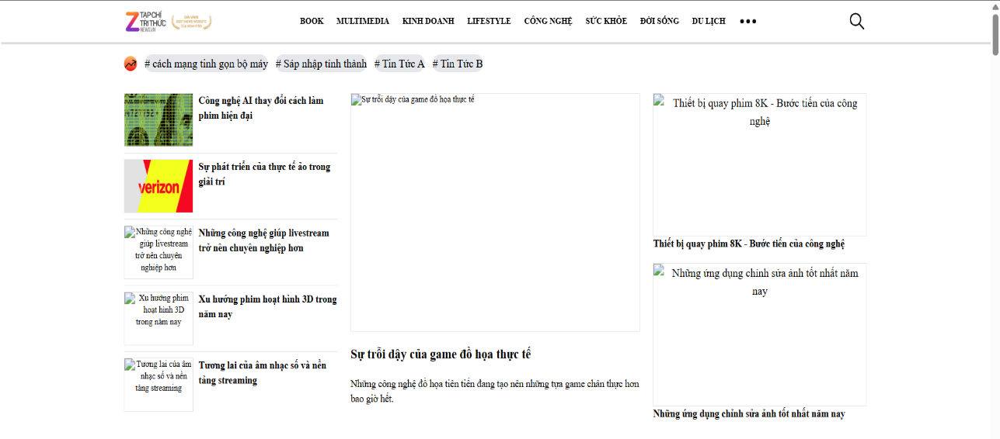 TẠP CHÍ
TRI THỨC
NEWS.VN
BOOK MULTIMEDIA KINH DOANH LIFESTYLE CÔNG NGHỆ SỨC KHỎE ĐỜI SỐNG DU LỊCH
# cách mạng tinh gọn bộ máy # Sáp nhập tỉnh thành # Tin Tức A # Tin Tức B
Công nghệ AI thay đổi cách làm
phim hiện đại
verizon
Sự phát triển của thực tế ảo trong
giải trí
Những công nghệ
giúp livestream
trở nên chuyên
nghiệp hơn
Những công nghệ giúp livestream
trở nên chuyên nghiệp hơn
Xu hướng phim
hoạt hình 3D
trong năm nay
Xu hướng phim hoạt hình 3D trong
năm nay
Tương lai của âm
nhạc số và nền
tảng streaming
Tương lai của âm nhạc số và nền
tảng streaming
Sự trỗi dậy của game đồ họa thực tế
Sự trỗi dậy của game đồ họa thực tế
Những công nghệ đồ họa tiên tiến đang tạo nên những tựa game chân thực hơn
bao giờ hết.
Thiết bị quay phim 8K - Bước tiến của công
nghệ
Thiết bị quay phim 8K - Bước tiến của công nghệ
Những ứng dụng chỉnh sửa ảnh tốt nhất năm
nay
Những ứng dụng chỉnh sửa ảnh tốt nhất năm nay